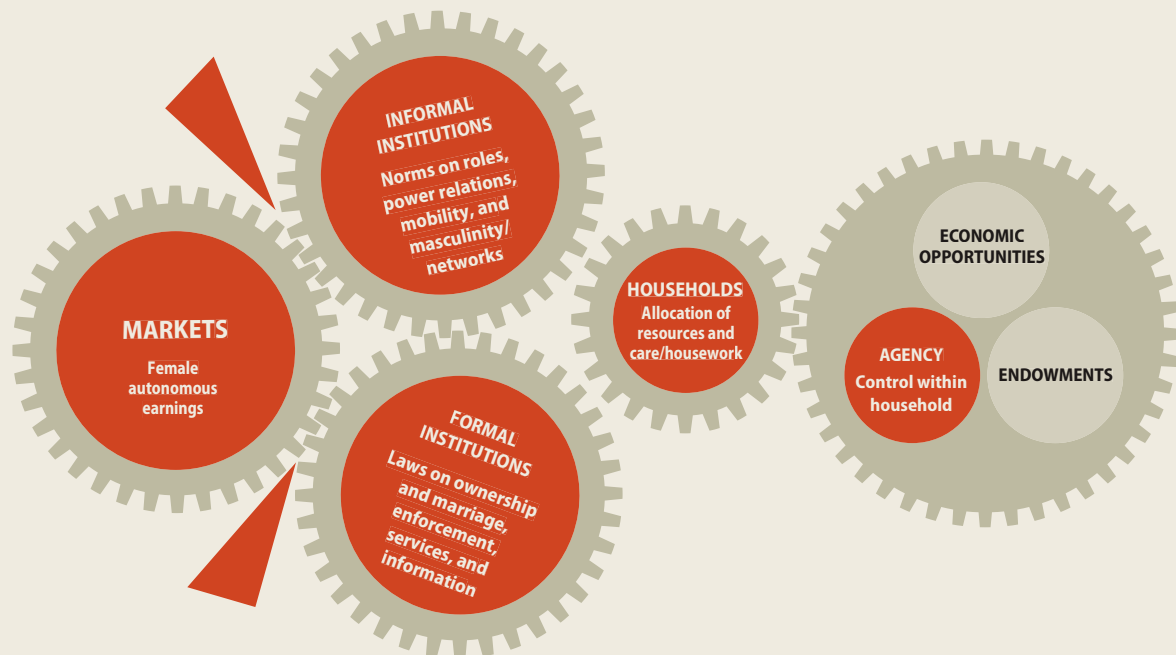 INFORMAL
INSTITUTIONS
Norms on roles,
power relations,
mobility, and
masculinity/
networks
MARKETS
Female
autonomous
earnings
FORMAL
INSTITUTIONS
Laws on ownership
and marriage,
enforcement,
services, and
information
HOUSEHOLDS
Allocation of
resources and
care/housework
ECONOMIC
OPPORTUNITIES
AGENCY
Control within
household
ENDOWMENTS